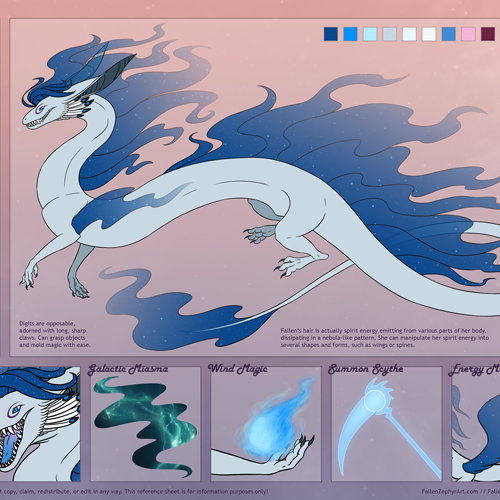 Digits are opposable,
adorned with long, sharp
claws. Can grasp objects
and mold magic with ease.
Fallen's hair is actually spirit energy emitting from various parts of her body,
dissipating in a nebula-like pattern. She can manipulate her spirit energy into
several shapes and forms, such as wings or spines.
Galactic Miasma
Wind Magic
Summon Scythe
Energy M
t copy, claim, redistribute, or edit in any way. This reference sheet is for information purposes only!
FallenZephyrArt.com // Fal